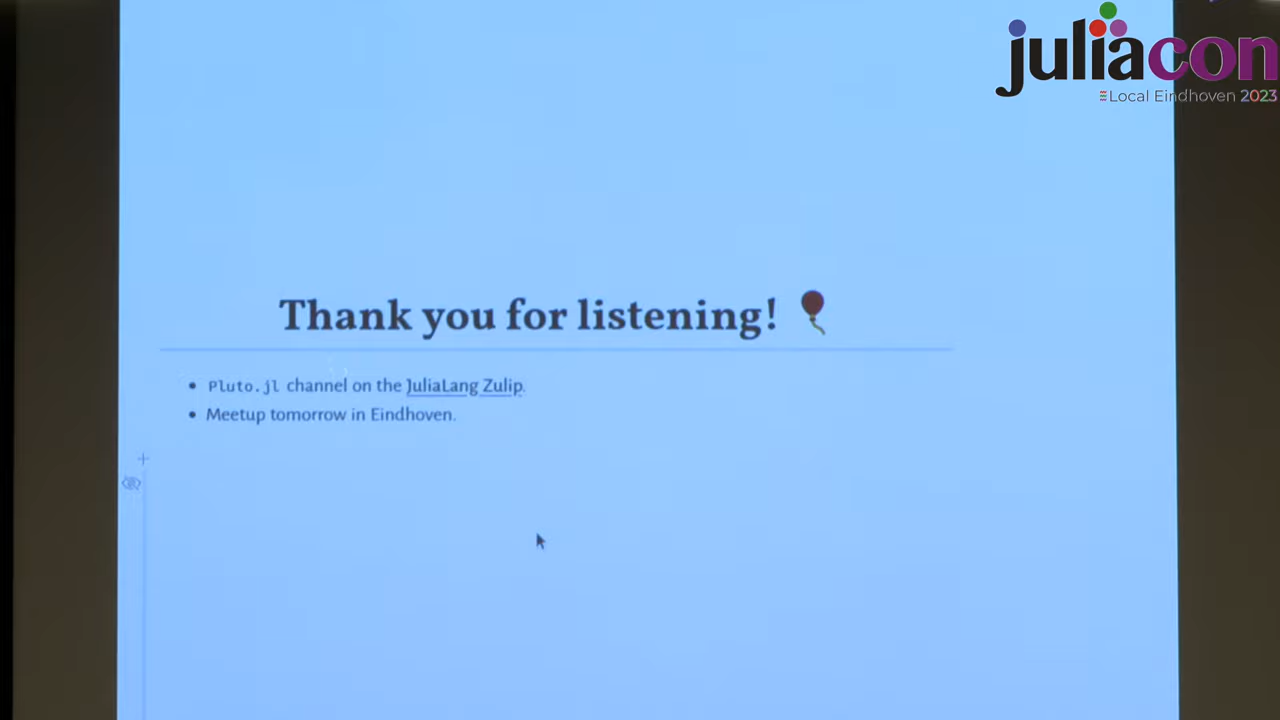 juliacon
Local Eindhoven 2023
Thank you for listening! 🎈
• Pluto.jl channel on the JuliaLang Zulip.
• Meetup tomorrow in Eindhoven.